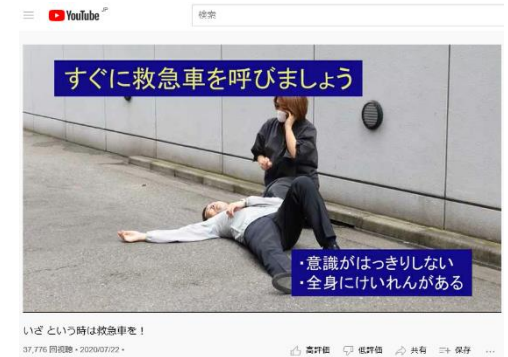 YouTube JP
検索
すぐに救急車を呼びましょう
・意識がはっきりしない
・全身にけいれんがある
いざ という時は救急車を！
37,776 回視聴・2020/07/22・
高評価 低評価 共有 保存 …